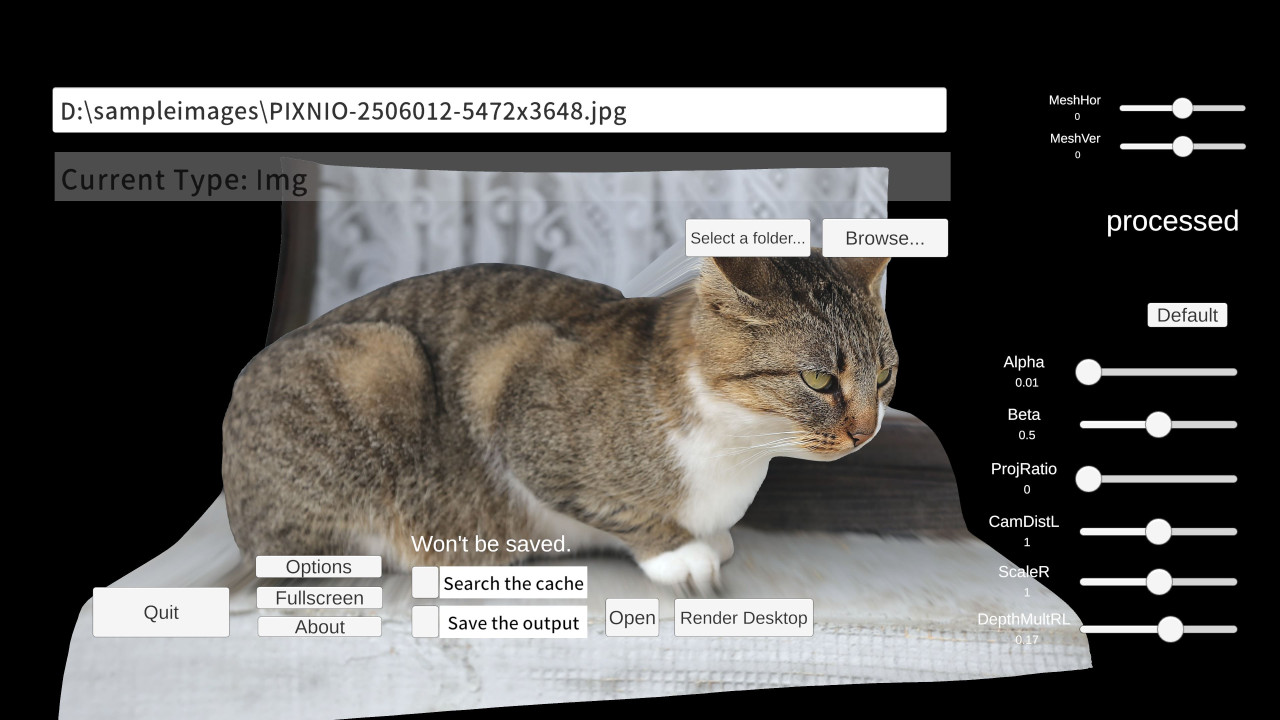 D:\sampleimages\PIXNIO-2506012-5472x3648.jpg
Current Type: Img
Select a folder...
Browse...
MeshHor
0
MeshVer
0
processed
Default
Alpha
0.01
Beta
0.5
ProjRatio
0
CamDistL
1
ScaleR
1
DepthMultRL
0.17
Won't be saved.
Options
Search the cache
Quit
Fullscreen
Save the output
Open
Render Desktop
About